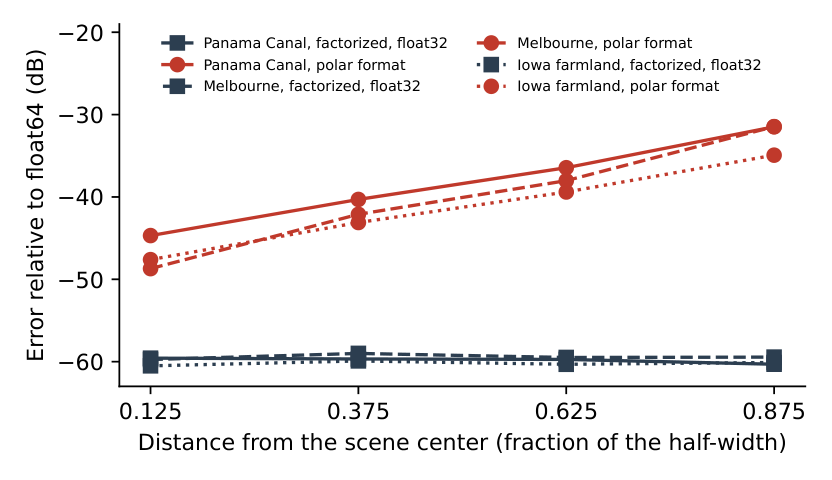 Error relative to float64 (dB)
−20
−30
−40
−50
−60
Panama Canal, factorized, float32
Panama Canal, polar format
Melbourne, factorized, float32
Melbourne, polar format
Iowa farmland, factorized, float32
Iowa farmland, polar format
0.125 0.375 0.625 0.875
Distance from the scene center (fraction of the half-width)